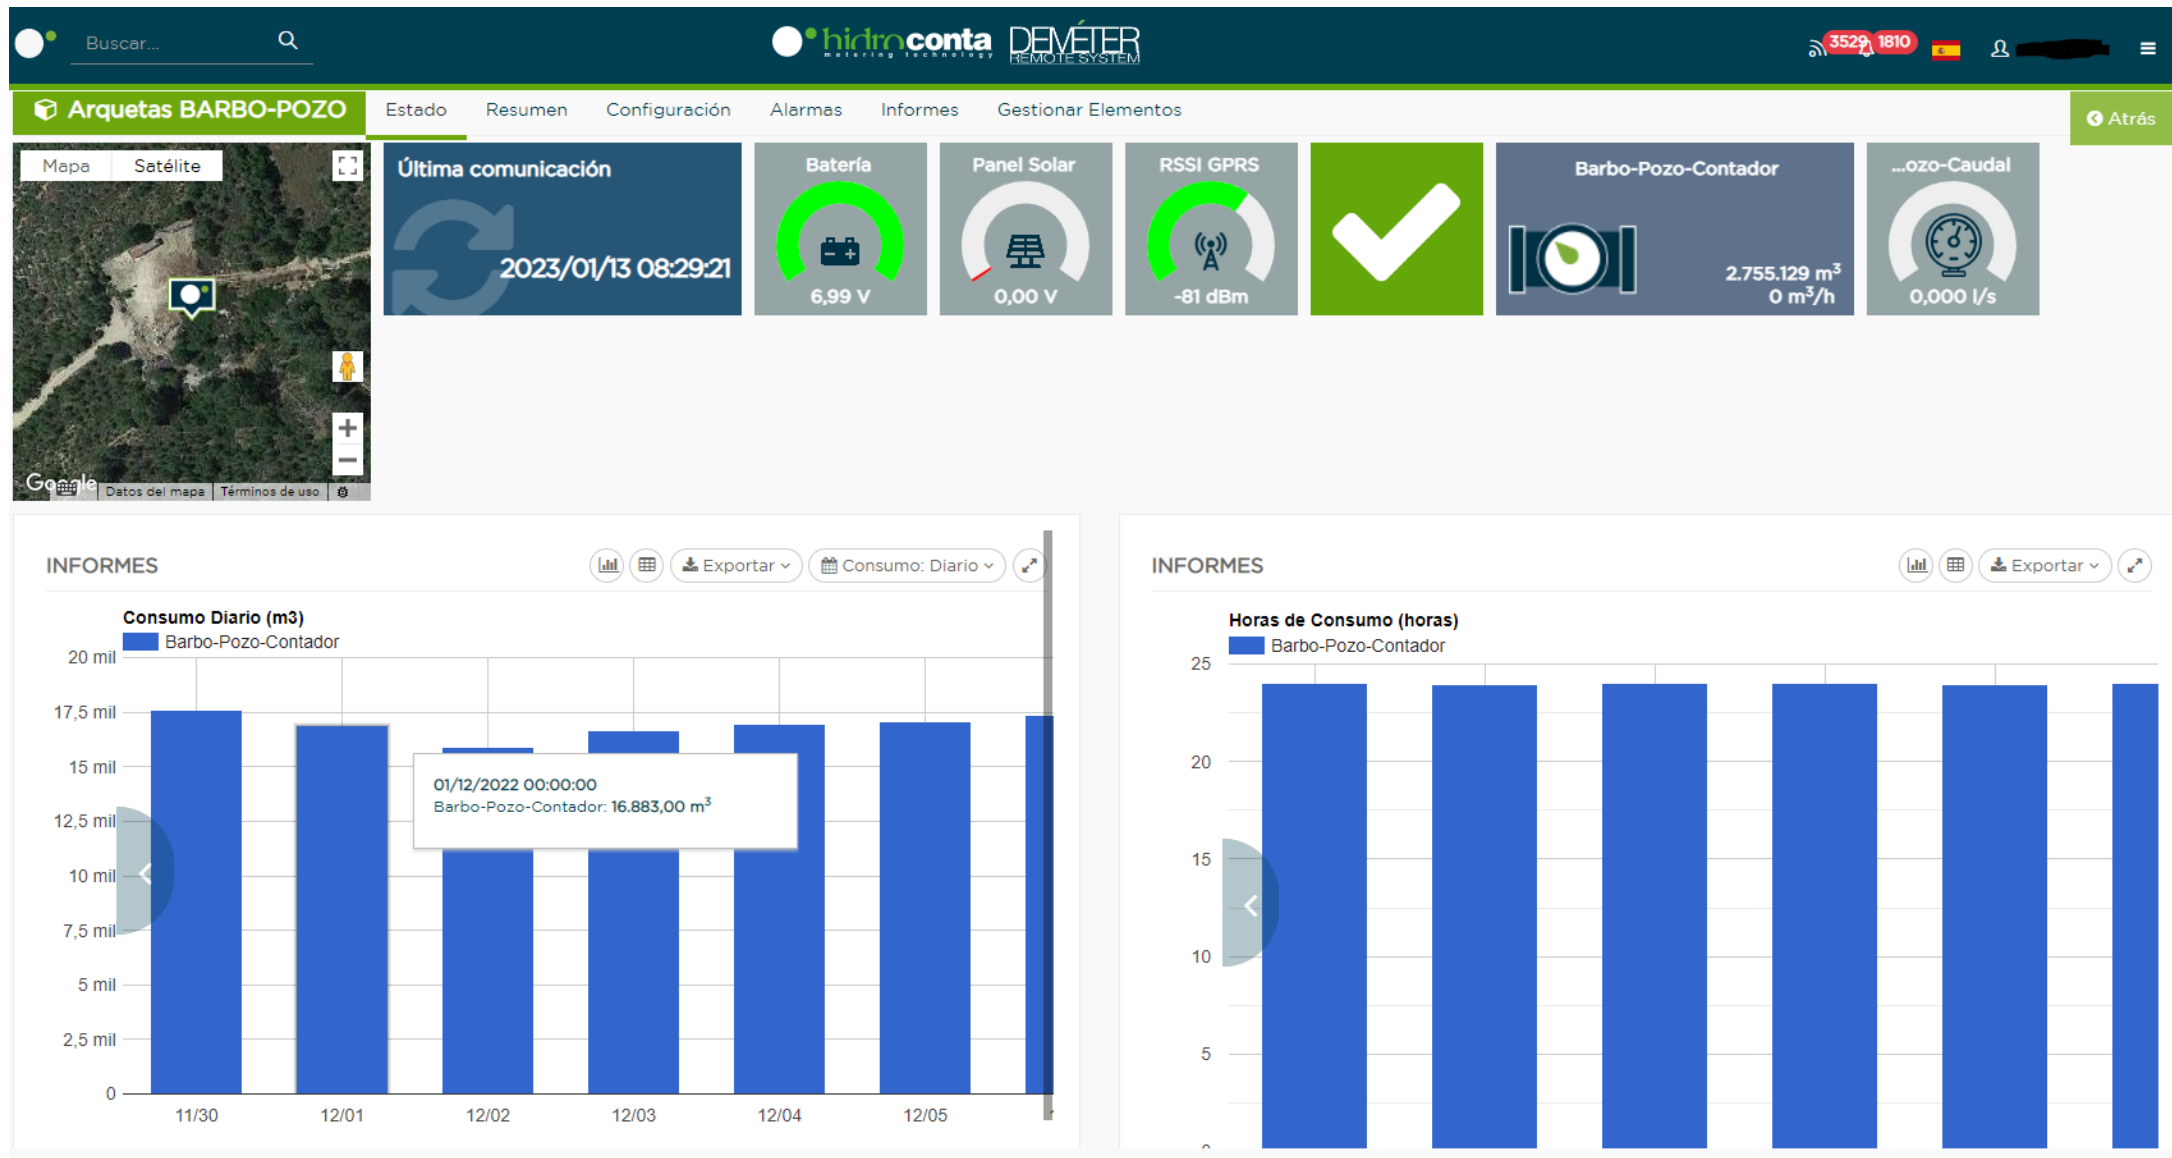 Buscar...
hidroconta
metering technology
DEMÉTER
REMOTE SYSTEM
3529
1810
Arquetas BARBO-POZO
Estado
Resumen
Configuración
Alarmas
Informes
Gestionar Elementos
Atrás
Mapa
Satélite
Google
Datos del mapa
Términos de uso
Última comunicación
2023/01/13 08:29:21
Batería
6,99 V
Panel Solar
0,00 V
RSSI GPRS
-81 dBm
Barbo-Pozo-Contador
2.755.129 m³
0 m³/h
...ozo-Caudal
0,000 l/s
INFORMES
Exportar
Consumo: Diario
Consumo Diario (m3)
Barbo-Pozo-Contador
20 mil
17,5 mil
15 mil
12,5 mil
10 mil
7,5 mil
5 mil
2,5 mil
0
01/12/2022 00:00:00
Barbo-Pozo-Contador: 16.883,00 m³
11/30
12/01
12/02
12/03
12/04
12/05
INFORMES
Exportar
Horas de Consumo (horas)
Barbo-Pozo-Contador
25
20
15
10
5